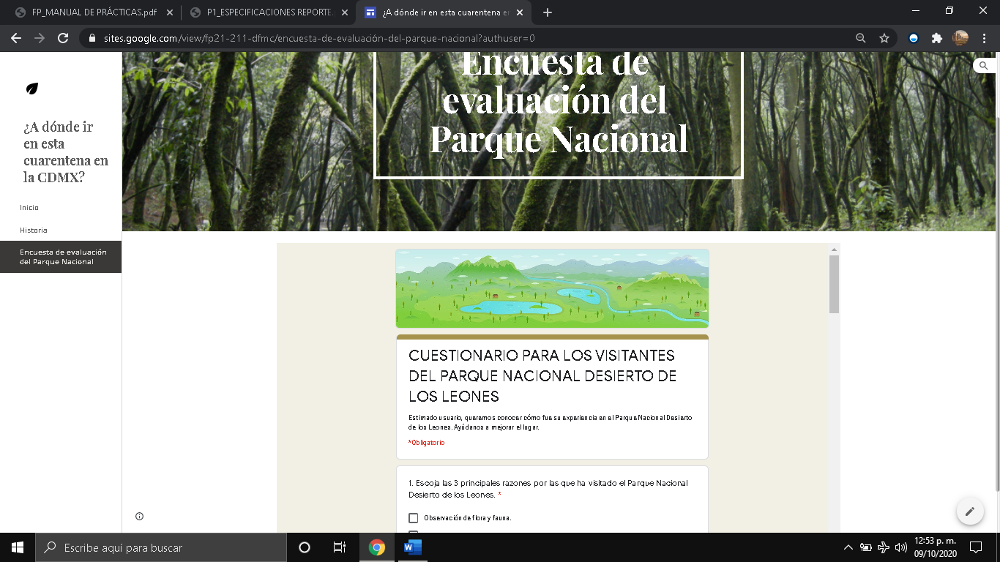 FP_MANUAL DE PRÁCTICAS.pdf
P1_ESPECIFICACIONES REPORTE.
¿A dónde ir en esta cuarentena en
sites.google.com/view/fp21-211-dfmc/encuesta-de-evaluación-del-parque-nacional?authuser=0
¿A dónde ir
en esta
cuarentena en
la CDMX?
Inicio
Historia
Encuesta de evaluación
del Parque Nacional
Encuesta de
evaluación del
Parque Nacional
CUESTIONARIO PARA LOS VISITANTES
DEL PARQUE NACIONAL DESIERTO DE
LOS LEONES
Estimado usuario, queremos conocer cómo fue su experiencia en el Parque Nacional Desierto
de los Leones. Ayúdanos a mejorar el lugar.
*Obligatorio
1. Escoja las 3 principales razones por las que ha visitado el Parque Nacional
Desierto de los Leones. *
Observación de flora y fauna.
Escribe aquí para buscar
12:53 p. m.
09/10/2020